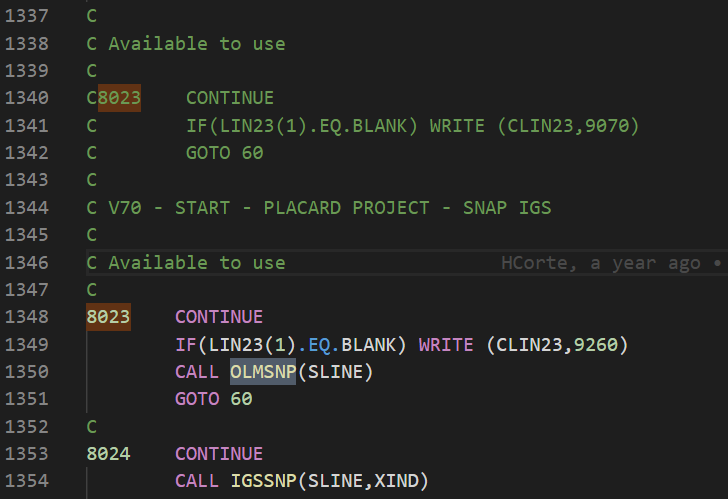 1337 C
1338 C Available to use
1339 C
1340 C8023 CONTINUE
1341 C IF(LIN23(1).EQ.BLANK) WRITE (CLIN23,9070)
1342 C GOTO 60
1343 C
1344 C V70 - START - PLACARD PROJECT - SNAP IGS
1345 C
1346 C Available to use HCorte, a year ago •
1347 C
1348 8023 CONTINUE
1349 IF(LIN23(1).EQ.BLANK) WRITE (CLIN23,9260)
1350 CALL OLMSNP(SLINE)
1351 GOTO 60
1352 C
1353 8024 CONTINUE
1354 CALL IGSSNP(SLINE,XIND)